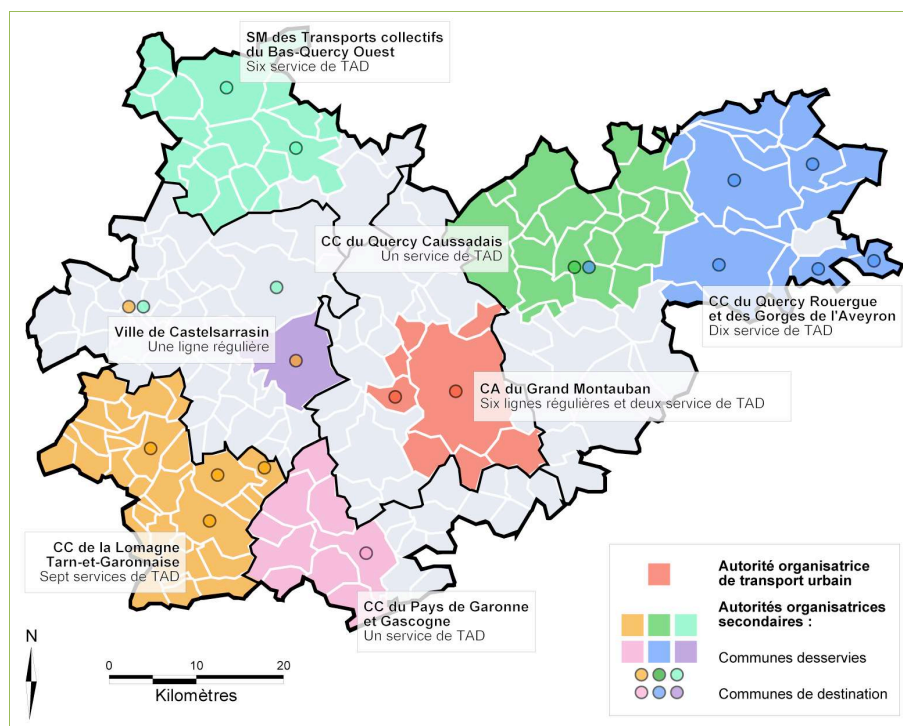 SM des Transports collectifs
du Bas-Quercy Ouest
Six service de TAD
CC du Quercy Caussadais
Un service de TAD
CC du Quercy Rouergue
et des Gorges de l'Aveyron
Dix service de TAD
Ville de Castelsarrasin
Une ligne régulière
CA du Grand Montauban
Six lignes régulières et deux service de TAD
CC de la Lomagne
Tarn-et-Garonnaise
Sept services de TAD
CC du Pays de Garonne
et Gascogne
Un service de TAD
N
0 10 20
Kilomètres
Autorité organisatrice
de transport urbain
Autorités organisatrices
secondaires :
Communes desservies
Communes de destination